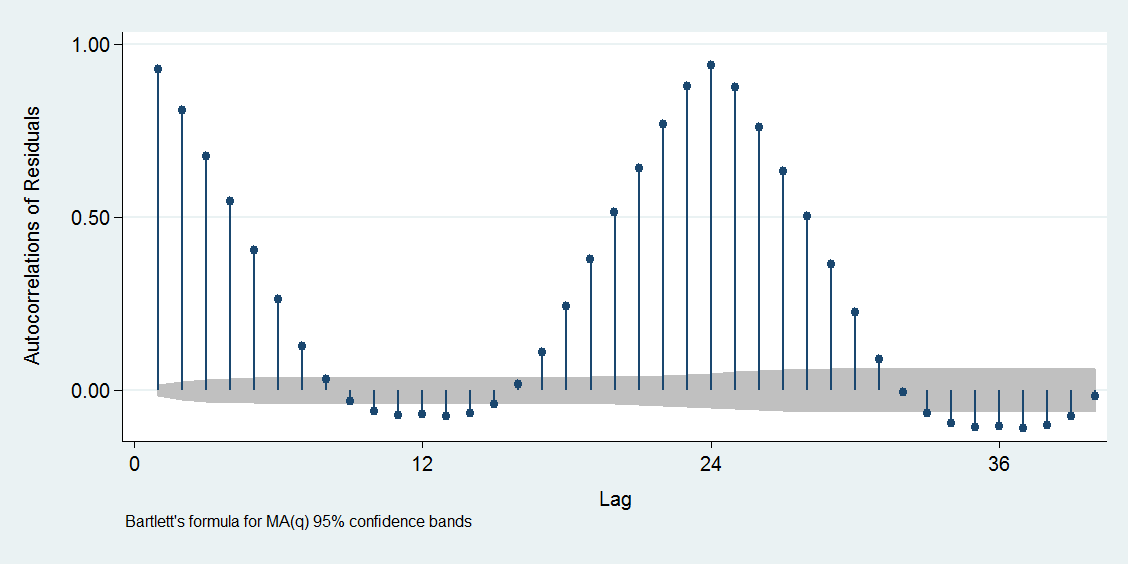 1.00
0.50
0.00
Autocorrelations of Residuals
0 12 24 36
Lag
Bartlett's formula for MA(q) 95% confidence bands